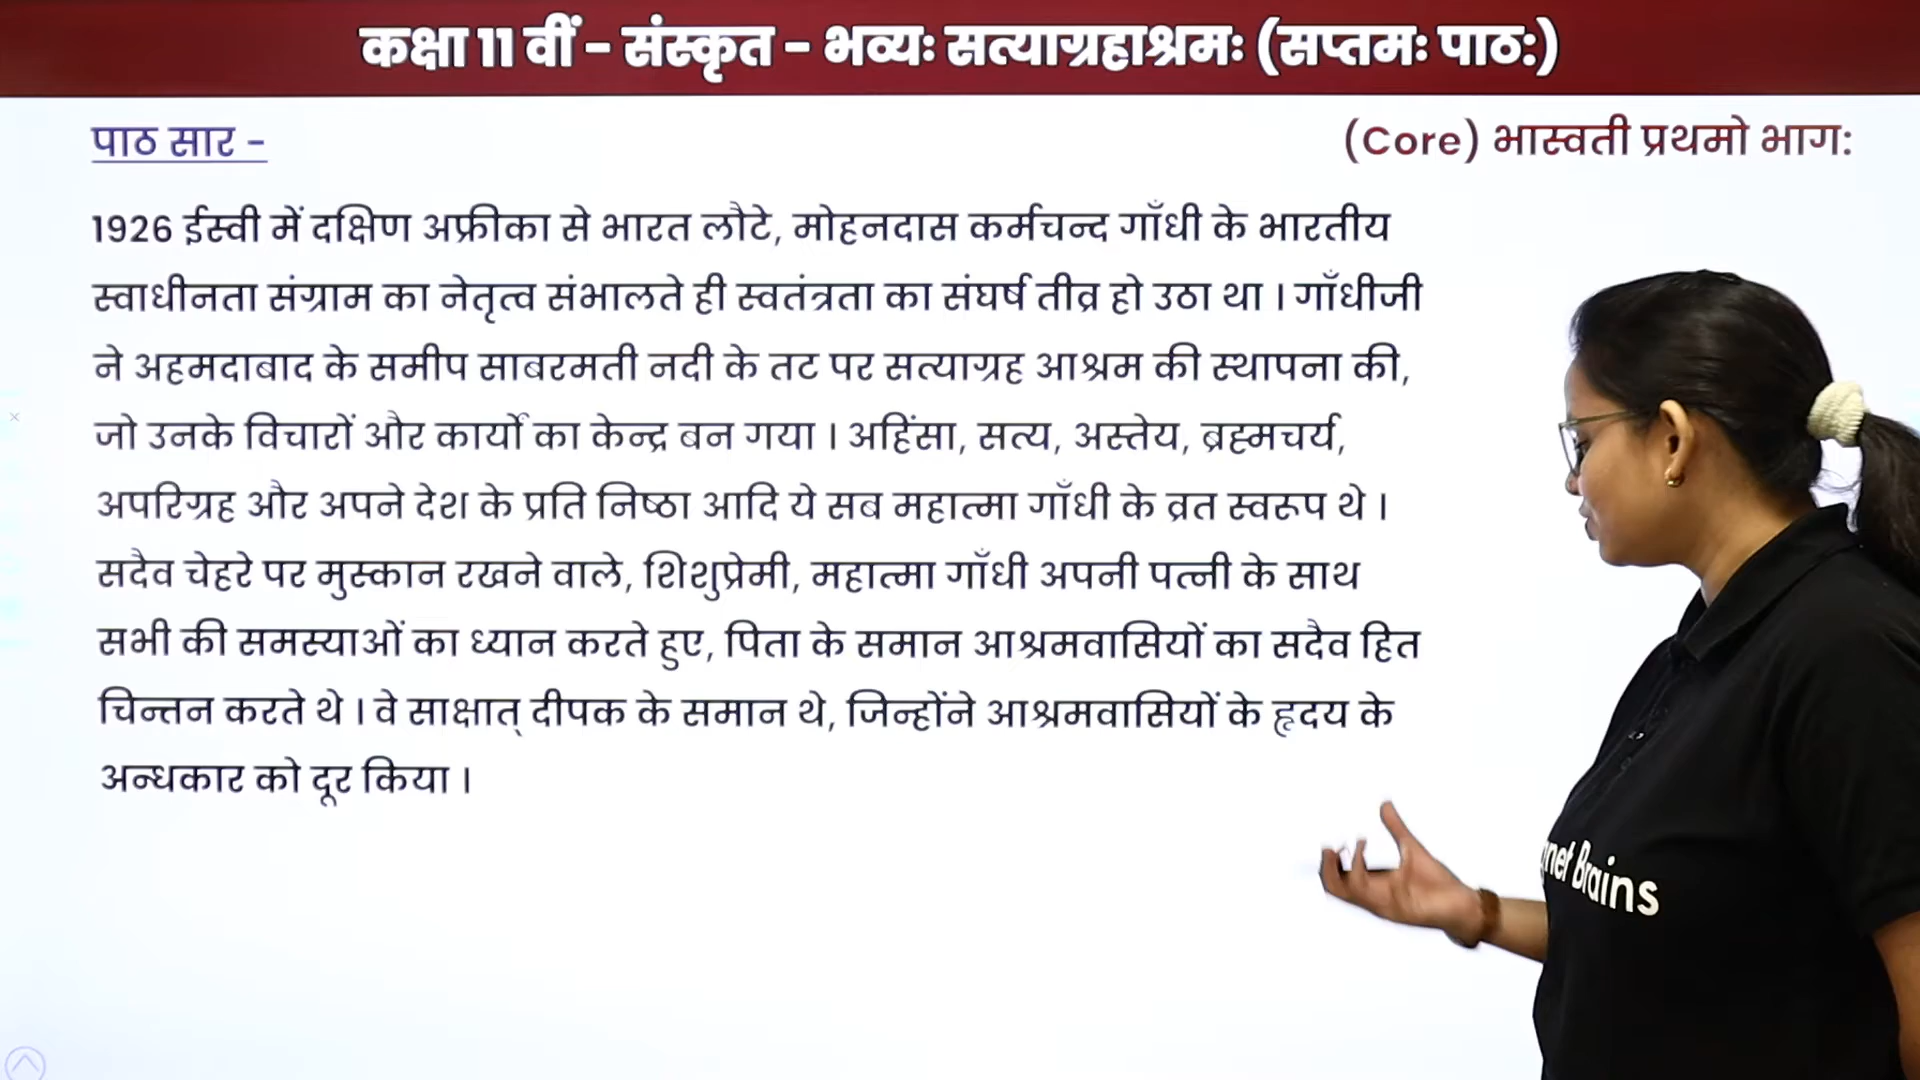 कक्षा 11 वीं - संस्कृत - भव्यः सत्याग्रहाश्रमः (सप्तमः पाठ:)
पाठ सार -
(Core) भास्वती प्रथमो भाग:
1926 ईस्वी में दक्षिण अफ्रीका से भारत लौटे, मोहनदास कर्मचन्द गाँधी के भारतीय
स्वाधीनता संग्राम का नेतृत्व संभालते ही स्वतंत्रता का संघर्ष तीव्र हो उठा था । गाँधीजी
ने अहमदाबाद के समीप साबरमती नदी के तट पर सत्याग्रह आश्रम की स्थापना की,
जो उनके विचारों और कार्यों का केन्द्र बन गया । अहिंसा, सत्य, अस्तेय, ब्रह्मचर्य,
अपरिग्रह और अपने देश के प्रति निष्ठा आदि ये सब महात्मा गाँधी के व्रत स्वरूप थे ।
सदैव चेहरे पर मुस्कान रखने वाले, शिशुप्रेमी, महात्मा गाँधी अपनी पत्नी के साथ
सभी की समस्याओं का ध्यान करते हुए, पिता के समान आश्रमवासियों का सदैव हित
चिन्तन करते थे । वे साक्षात् दीपक के समान थे, जिन्होंने आश्रमवासियों के हृदय के
अन्धकार को दूर किया ।
Brains